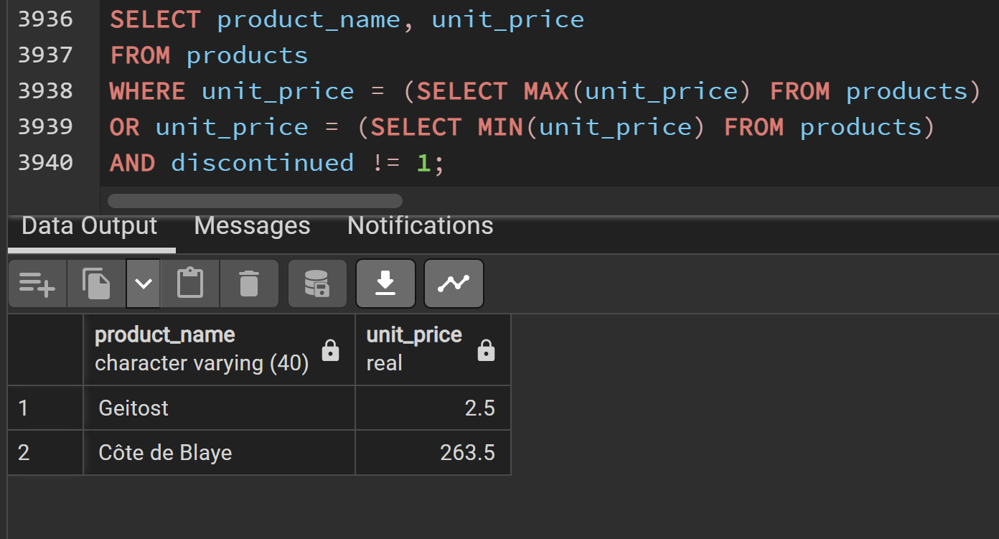 3936 SELECT product_name, unit_price
3937 FROM products
3938 WHERE unit_price = (SELECT MAX(unit_price) FROM products)
3939 OR unit_price = (SELECT MIN(unit_price) FROM products)
3940 AND discontinued != 1;
Data Output Messages Notifications
product_name unit_price
character varying (40) real
1 Geitost 2.5
2 Côte de Blaye 263.5